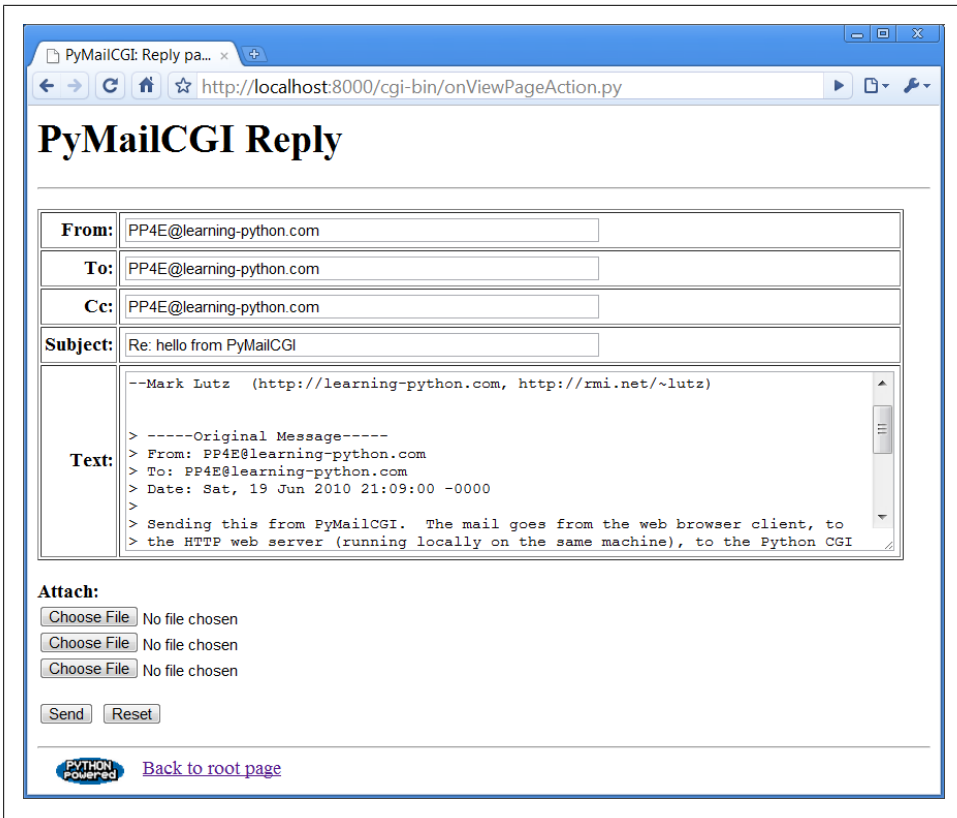 PyMailCGI: Reply pa...
http://localhost:8000/cgi-bin/onViewPageAction.py
PyMailCGI Reply
From: PP4E@learning-python.com
To: PP4E@learning-python.com
Cc: PP4E@learning-python.com
Subject: Re: hello from PyMailCGI
Text:
--Mark Lutz  (http://learning-python.com, http://rmi.net/~lutz)
> -----Original Message-----
> From: PP4E@learning-python.com
> To: PP4E@learning-python.com
> Date: Sat, 19 Jun 2010 21:09:00 -0000
>
> Sending this from PyMailCGI.  The mail goes from the web browser client, to
> the HTTP web server (running locally on the same machine), to the Python CGI
Attach:
Choose File No file chosen
Choose File No file chosen
Choose File No file chosen
Send Reset
PYTHON
Powered
Back to root page